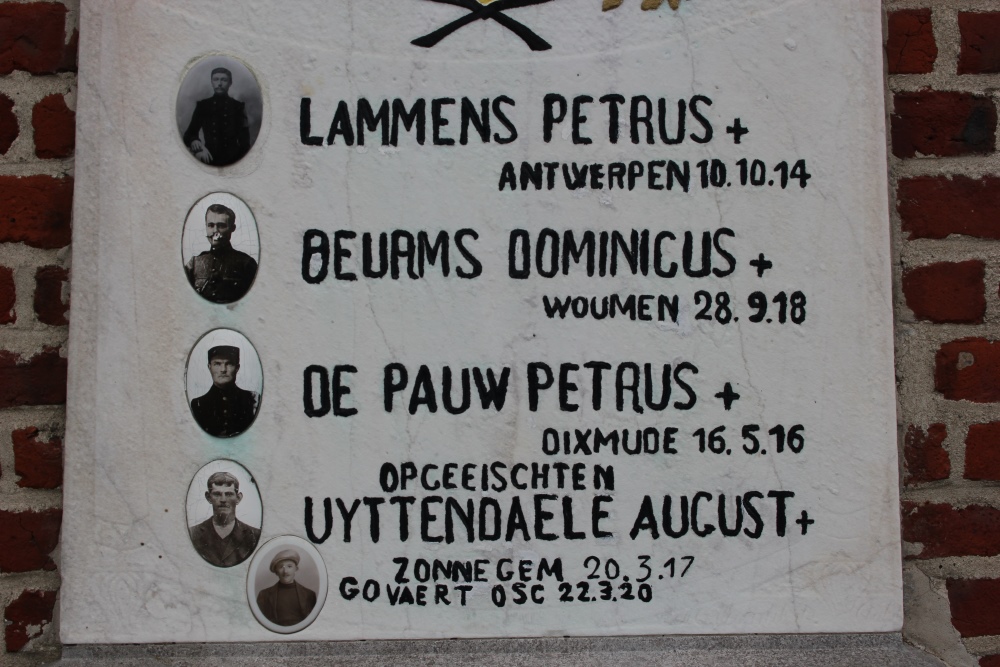 LAMMENS PETRUS +
ANTWERPEN 10.10.14
BEURMS DOMINICUS +
WOUMEN 28.9.18
DE PAUW PETRUS +
DIXMUDE 16.5.16
OPGEEISCHTEN
UYTTENDAELE AUGUST +
ZONNEGEM 20.3.17
GOVAERT OSC 22.3.20